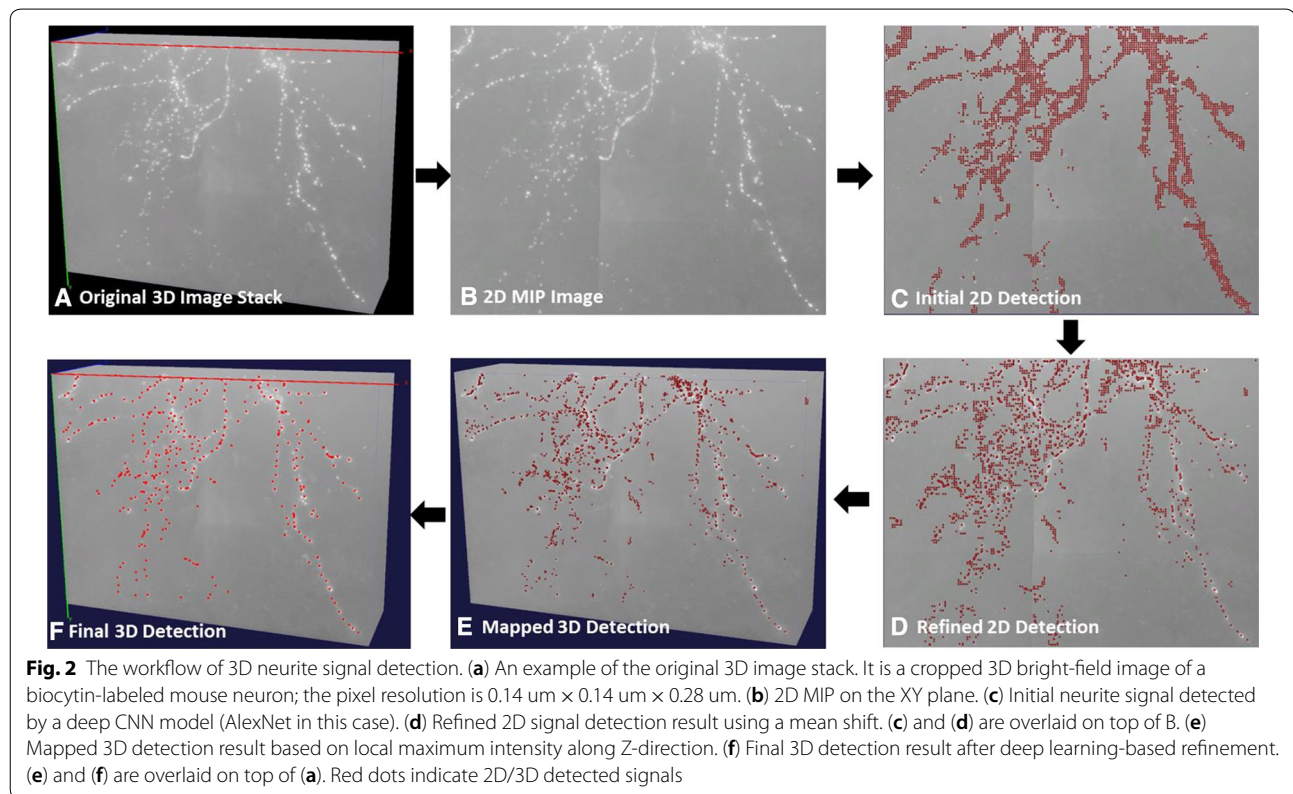 A Original 3D Image Stack
B 2D MIP Image
C Initial 2D Detection
F Final 3D Detection
E Mapped 3D Detection
D Refined 2D Detection
Fig. 2 The workflow of 3D neurite signal detection. (a) An example of the original 3D image stack. It is a cropped 3D bright-field image of a
biocytin-labeled mouse neuron; the pixel resolution is 0.14 um × 0.14 um × 0.28 um. (b) 2D MIP on the XY plane. (c) Initial neurite signal detected
by a deep CNN model (AlexNet in this case). (d) Refined 2D signal detection result using a mean shift. (c) and (d) are overlaid on top of B. (e)
Mapped 3D detection result based on local maximum intensity along Z-direction. (f) Final 3D detection result after deep learning-based refinement.
(e) and (f) are overlaid on top of (a). Red dots indicate 2D/3D detected signals